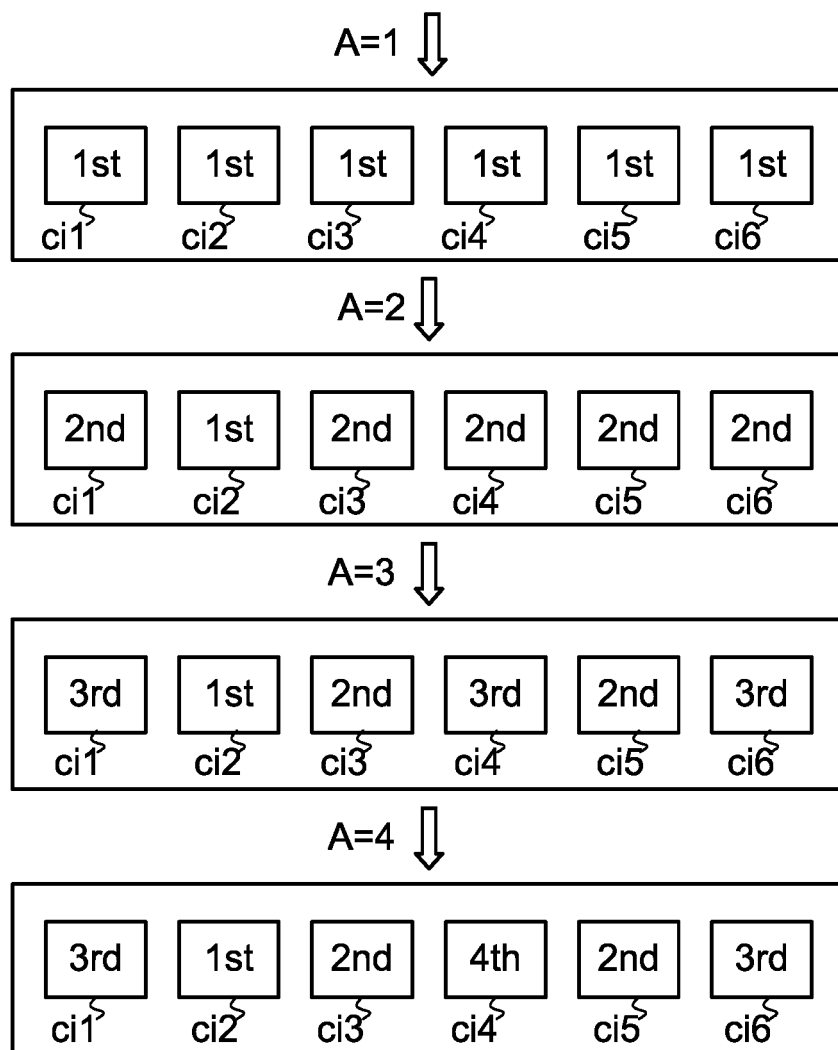 A=1
1st 1st 1st 1st 1st 1st
ci1 ci2 ci3 ci4 ci5 ci6
A=2
2nd 1st 2nd 2nd 2nd 2nd
ci1 ci2 ci3 ci4 ci5 ci6
A=3
3rd 1st 2nd 3rd 2nd 3rd
ci1 ci2 ci3 ci4 ci5 ci6
A=4
3rd 1st 2nd 4th 2nd 3rd
ci1 ci2 ci3 ci4 ci5 ci6